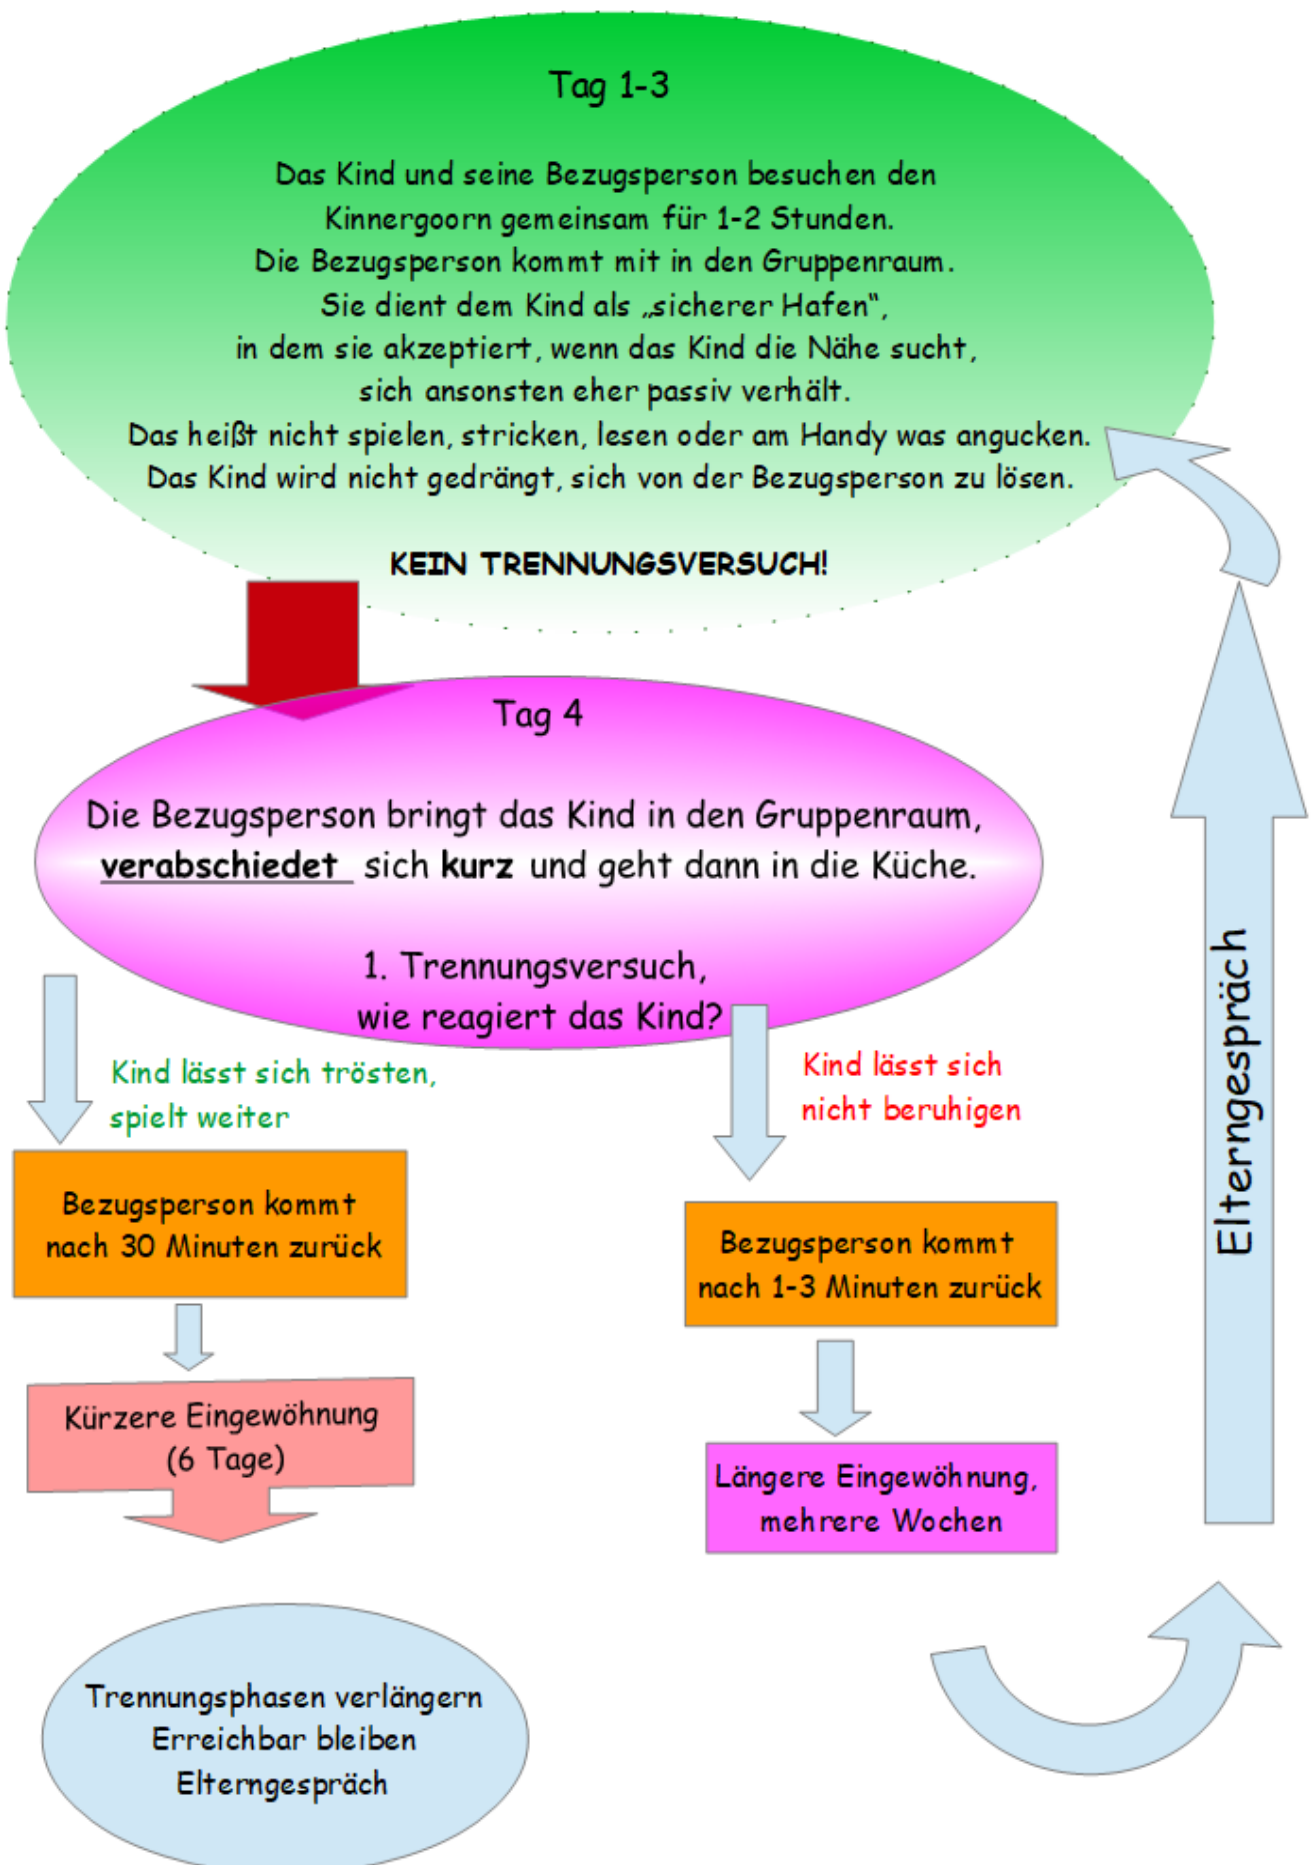 Tag 1-3
Das Kind und seine Bezugsperson besuchen den
Kinnergoorn gemeinsam für 1-2 Stunden.
Die Bezugsperson kommt mit in den Gruppenraum.
Sie dient dem Kind als „sicherer Hafen“,
in dem sie akzeptiert, wenn das Kind die Nähe sucht,
sich ansonsten eher passiv verhält.
Das heißt nicht spielen, stricken, lesen oder am Handy was angucken.
Das Kind wird nicht gedrängt, sich von der Bezugsperson zu lösen.
KEIN TRENNUNGSVERSUCH!
Tag 4
Die Bezugsperson bringt das Kind in den Gruppenraum,
verabschiedet sich kurz und geht dann in die Küche.
1. Trennungsversuch,
wie reagiert das Kind?
Kind lässt sich trösten,
spielt weiter
Bezugsperson kommt
nach 30 Minuten zurück
Kürzere Eingewöhnung
(6 Tage)
Trennungsphasen verlängern
Erreichbar bleiben
Elterngespräch
Kind lässt sich
nicht beruhigen
Bezugsperson kommt
nach 1-3 Minuten zurück
Längere Eingewöhnung,
mehrere Wochen
Elterngespräch